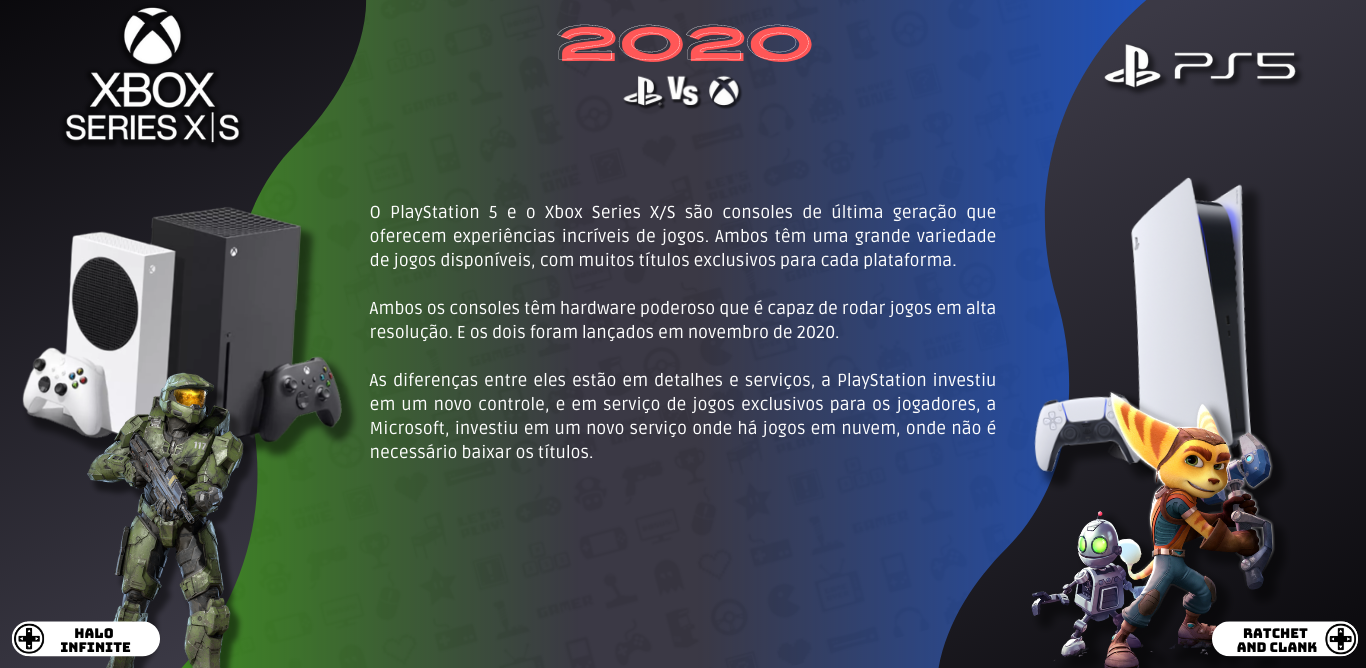 XBOX
SERIES X|S
2020
Vs
PS5
O PlayStation 5 e o Xbox Series X/S são consoles de última geração que
oferecem experiências incríveis de jogos. Ambos têm uma grande variedade
de jogos disponíveis, com muitos títulos exclusivos para cada plataforma.
Ambos os consoles têm hardware poderoso que é capaz de rodar jogos em alta
resolução. E os dois foram lançados em novembro de 2020.
As diferenças entre eles estão em detalhes e serviços, a PlayStation investiu
em um novo controle, e em serviço de jogos exclusivos para os jogadores, a
Microsoft, investiu em um novo serviço onde há jogos em nuvem, onde não é
necessário baixar os títulos.
HALO
INFINITE
RATCHET
AND CLANK